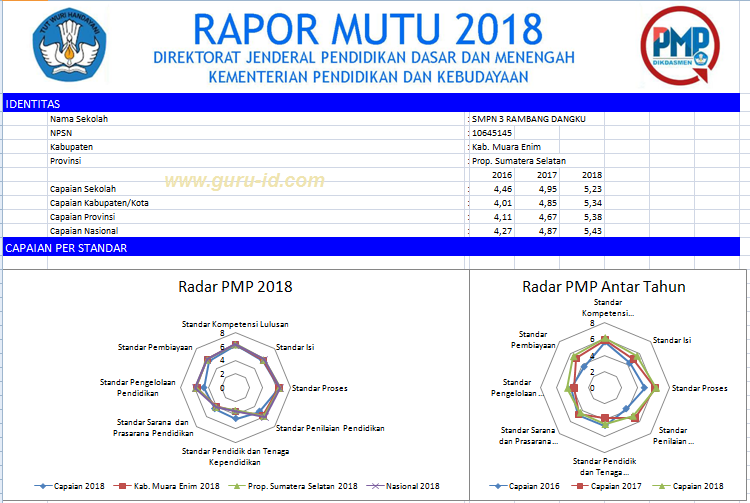 TUT WURI HANDAYANI
RAPOR MUTU 2018
DIREKTORAT JENDERAL PENDIDIKAN DASAR DAN MENENGAH
KEMENTERIAN PENDIDIKAN DAN KEBUDAYAAN
PMP
DIKDASMEN
IDENTITAS
Nama Sekolah : SMPN 3 RAMBANG DANGKU
NPSN : 10645145
Kabupaten : Kab. Muara Enim
Provinsi : Prop. Sumatera Selatan
www.guru-id.com
2016 2017 2018
Capaian Sekolah : 4,46 4,95 5,23
Capaian Kabupaten/Kota : 4,01 4,85 5,34
Capaian Provinsi : 4,11 4,67 5,38
Capaian Nasional : 4,27 4,87 5,43
CAPAIAN PER STANDAR
Radar PMP 2018
Standar Kompetensi Lulusan
Standar Isi
Standar Proses
Standar Penilaian Pendidikan
Standar Pendidik dan Tenaga
Kependidikan
Standar Sarana dan
Prasarana Pendidikan
Standar Pengelolaan
Pendidikan
Standar Pembiayaan
8
6
4
2
0
Capaian 2018 Kab. Muara Enim 2018 Prop. Sumatera Selatan 2018 Nasional 2018
Radar PMP Antar Tahun
Standar
Kompetensi ...
Standar Isi
Standar Proses
Standar
Penilaian ...
Standar Pendidik
dan Tenaga ...
Standar Sarana
dan Prasarana ...
Standar
Pengelolaan ...
Standar
Pembiayaan
8
6
4
2
0
Capaian 2016 Capaian 2017 Capaian 2018